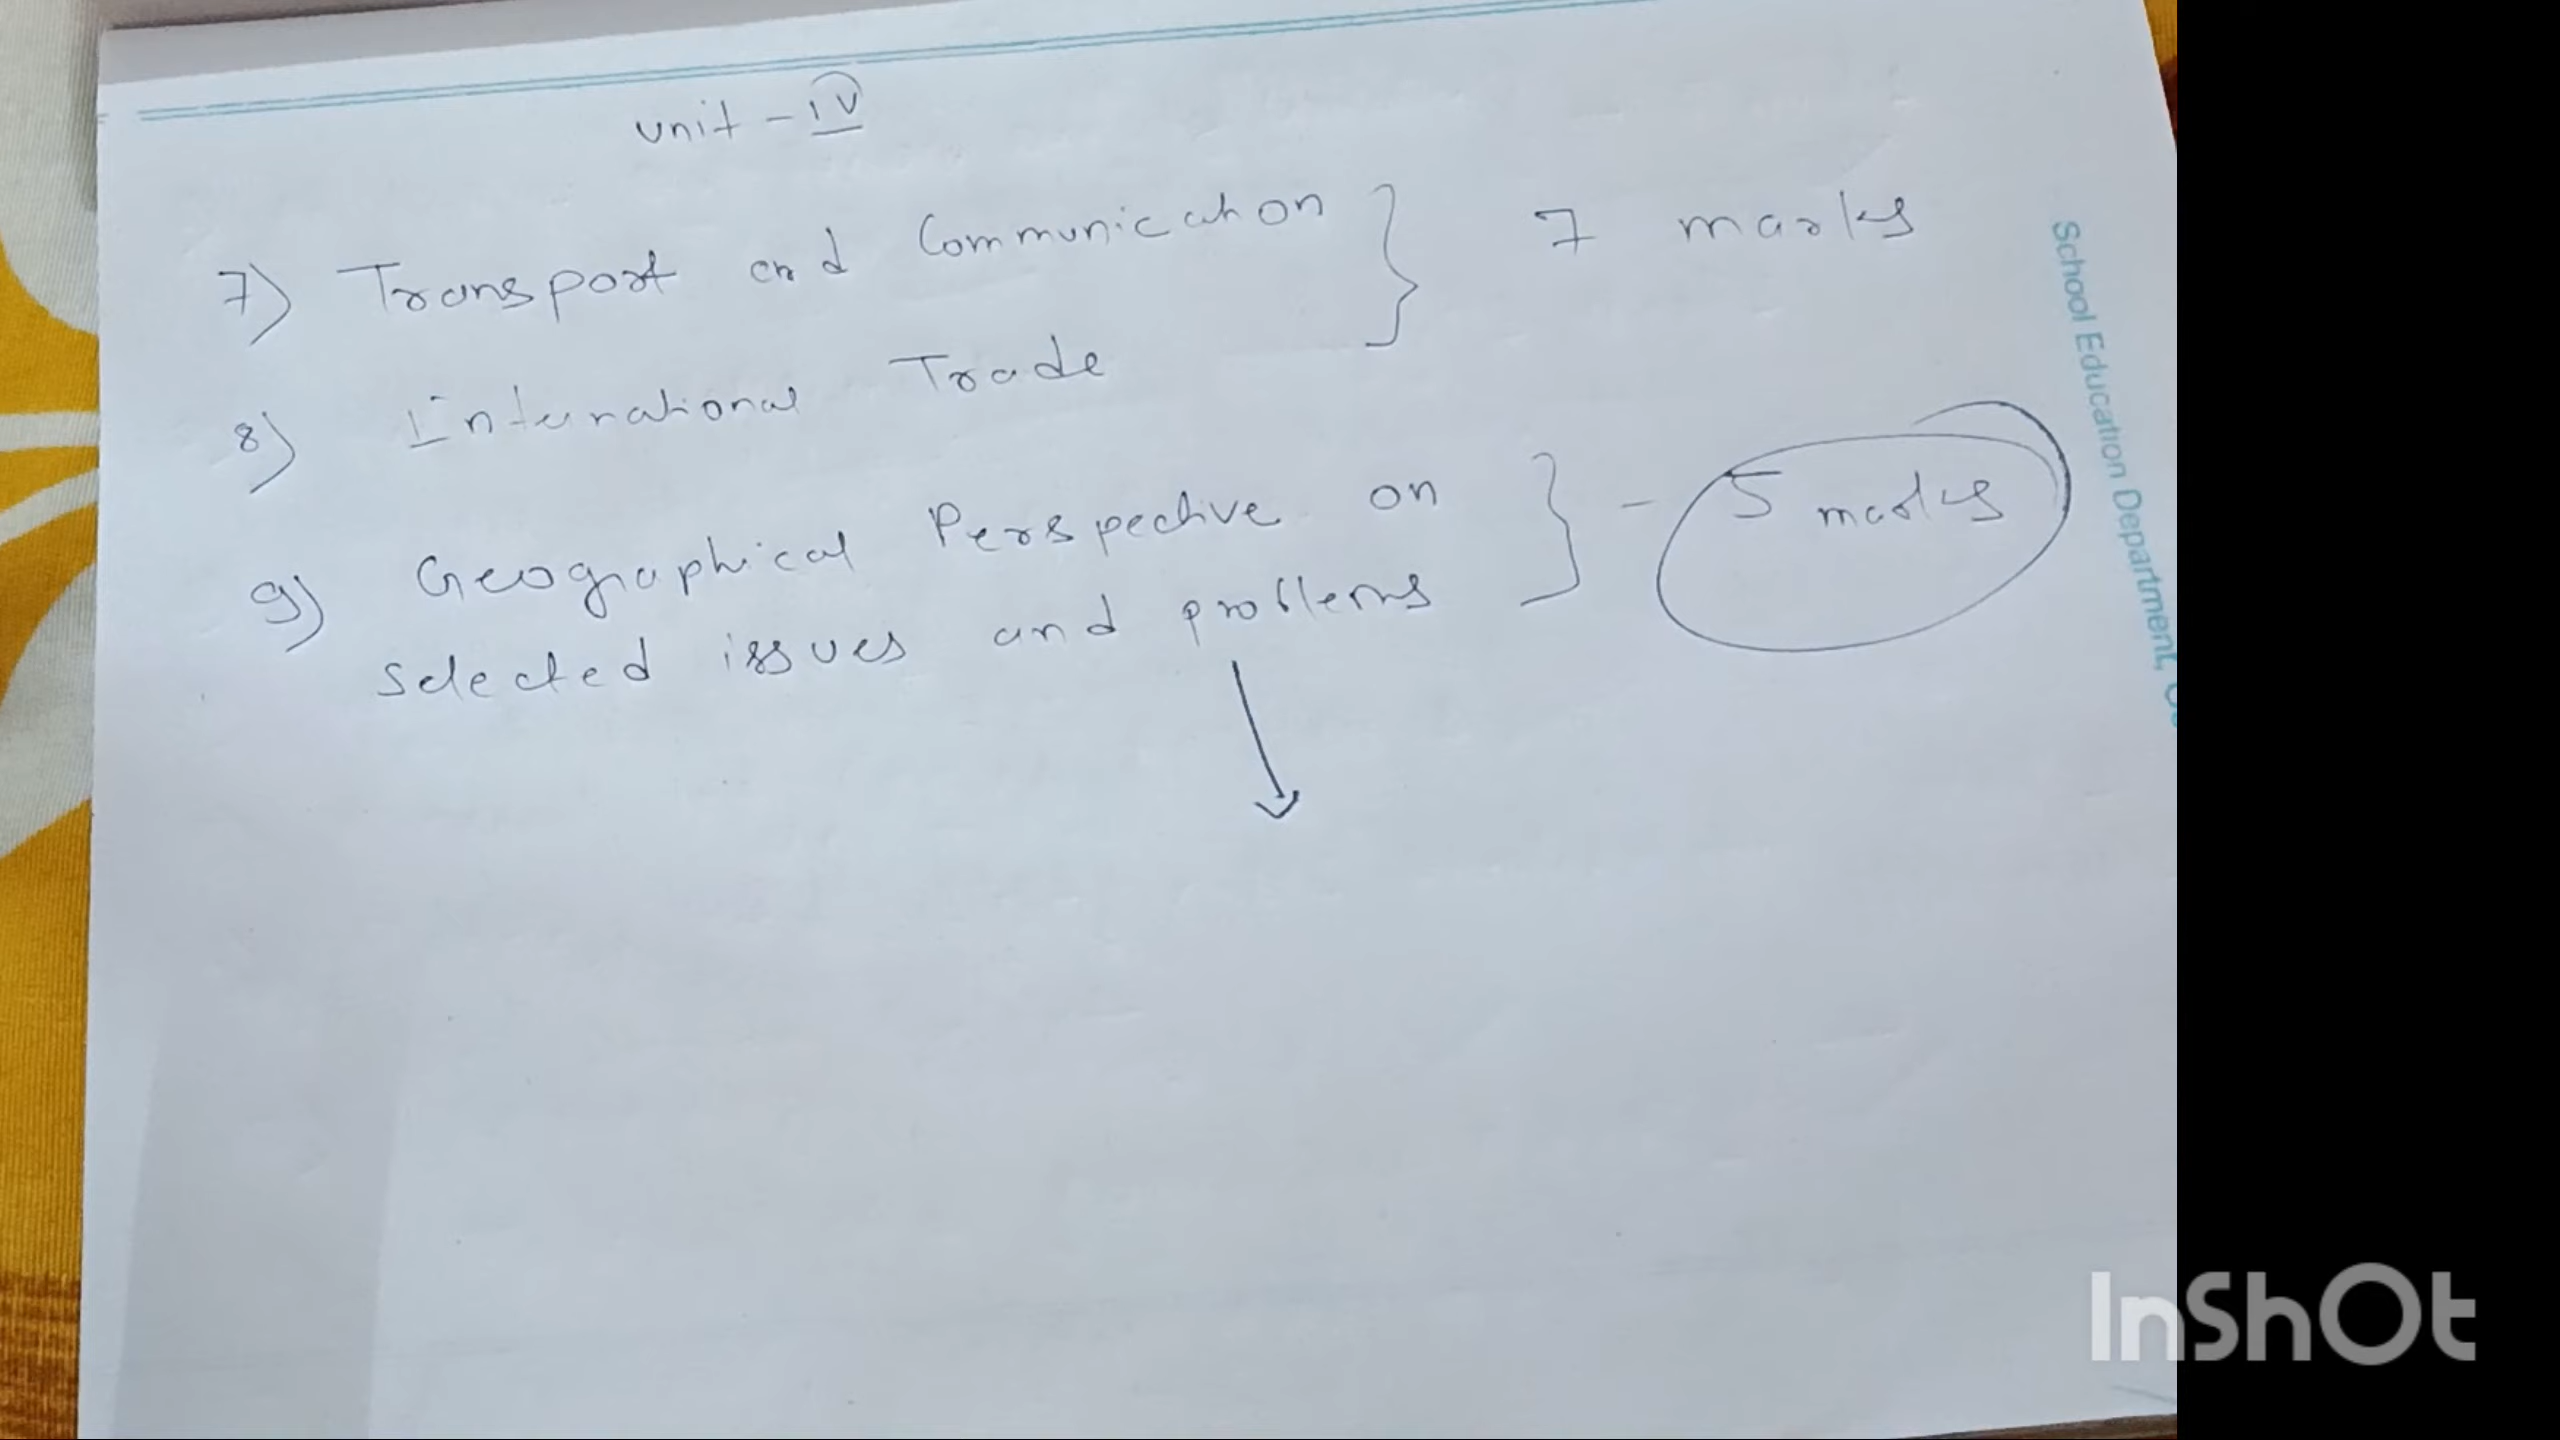 unit - IV
7) Transport and Communication } 7 marks
8) International Trade
9) Geographical Perspective on } - 5 marks
selected issues and problems
School Education Department,
InShOt